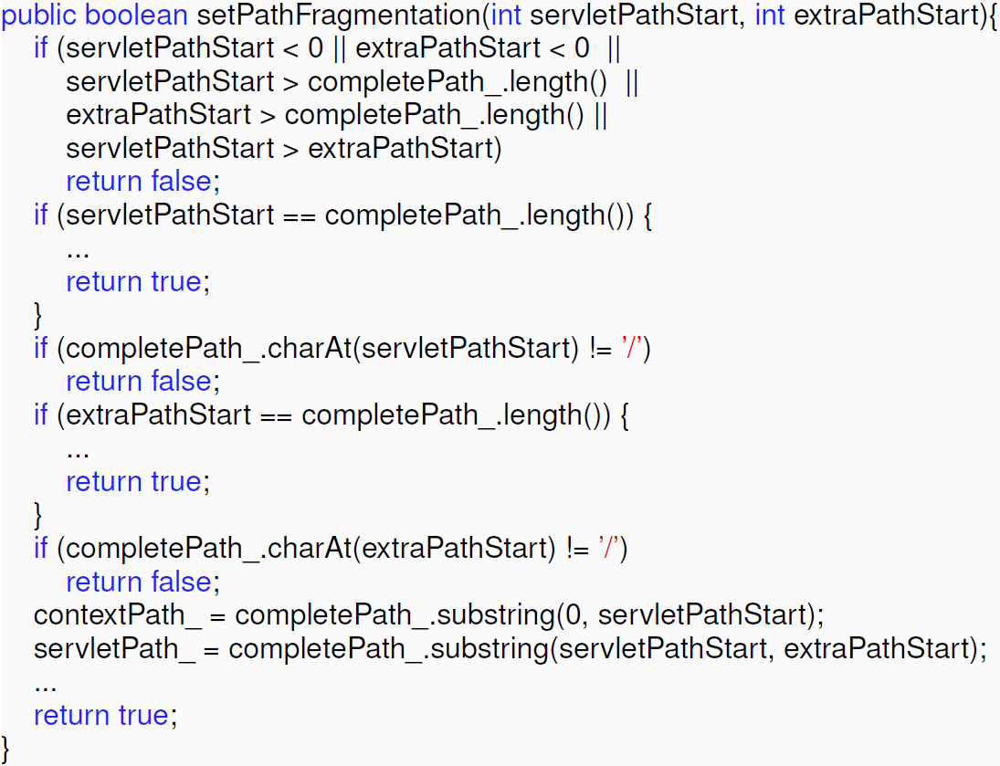 public boolean setPathFragmentation(int servletPathStart, int extraPathStart){
if (servletPathStart < 0 || extraPathStart < 0 ||
servletPathStart > completePath_.length() ||
extraPathStart > completePath_.length() ||
servletPathStart > extraPathStart)
return false;
if (servletPathStart == completePath_.length()) {
...
return true;
}
if (completePath_.charAt(servletPathStart) != '/')
return false;
if (extraPathStart == completePath_.length()) {
...
return true;
}
if (completePath_.charAt(extraPathStart) != '/')
return false;
contextPath_ = completePath_.substring(0, servletPathStart);
servletPath_ = completePath_.substring(servletPathStart, extraPathStart);
...
return true;
}